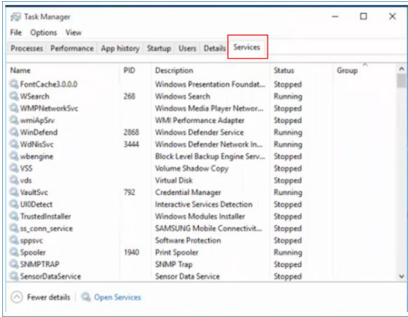 Task Manager
File Options View
Processes Performance App history Startup Users Details Services
Name PID Description Status Group
FontCache3.0.0.0 Windows Presentation Foundat... Stopped
WSearch 268 Windows Search Running
WMPNetworkSvc Windows Media Player Networ... Stopped
wmiApSrv WMI Performance Adapter Stopped
WinDefend 2868 Windows Defender Service Running
WdNisSvc 3444 Windows Defender Network In... Running
wbengine Block Level Backup Engine Serv... Stopped
VSS Volume Shadow Copy Stopped
vds Virtual Disk Stopped
VaultSvc 792 Credential Manager Running
UI0Detect Interactive Services Detection Stopped
TrustedInstaller Windows Modules Installer Stopped
ss_conn_service SAMSUNG Mobile Connectivit... Stopped
sppsvc Software Protection Stopped
Spooler 1940 Print Spooler Running
SNMPTRAP SNMP Trap Stopped
SensorDataService Sensor Data Service Stopped
Fewer details Open Services